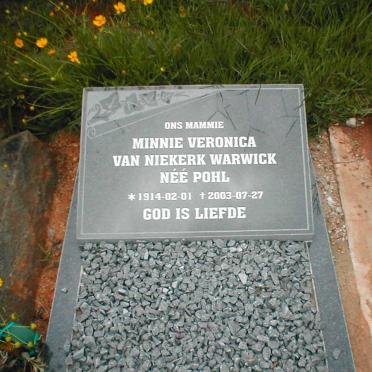 ONS MAMMIE
MINNIE VERONICA
VAN NIEKERK WARWICK
NÉÉ POHL
*1914-02-01 †2003-07-27
GOD IS LIEFDE